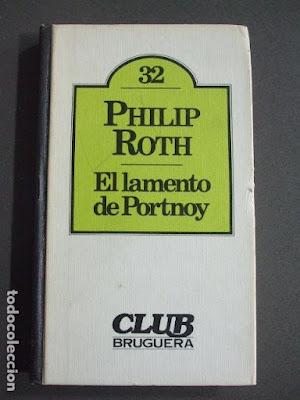 32
PHILIP
ROTH
El lamento
de Portnoy
CLUB
BRUGUERA
todocoleccion